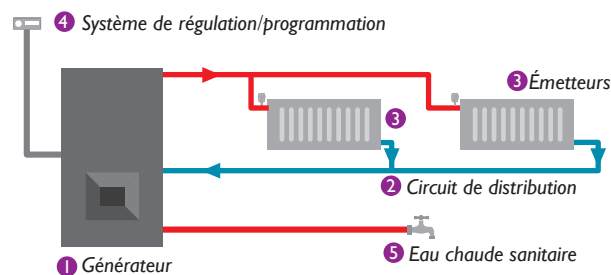 4 Système de régulation/programmation
3 Émetteurs
3
2 Circuit de distribution
5 Eau chaude sanitaire
1 Générateur